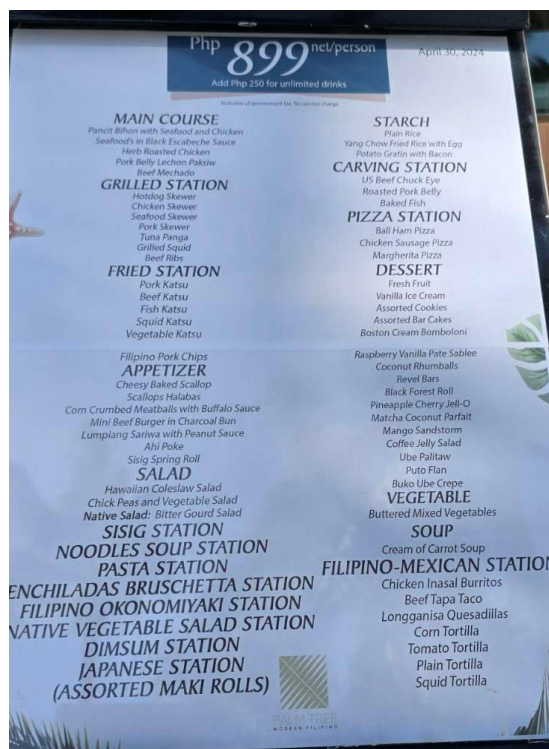 Php 899 net/person
Add Php 250 for unlimited drinks
Inclusive of government tax, No service charge
April 30, 2024
MAIN COURSE
Pancit Bihon with Seafood and Chicken
Seafood's in Black Escabeche Sauce
Herb Roasted Chicken
Pork Belly Lechon Paksiw
Beef Mechado
GRILLED STATION
Hotdog Skewer
Chicken Skewer
Seafood Skewer
Pork Skewer
Tuna Panga
Grilled Squid
Beef Ribs
FRIED STATION
Pork Katsu
Beef Katsu
Fish Katsu
Squid Katsu
Vegetable Katsu
Filipino Pork Chips
APPETIZER
Cheesy Baked Scallop
Scallops Halabas
Corn Crumbed Meatballs with Buffalo Sauce
Mini Beef Burger in Charcoal Bun
Lumpiang Sariwa with Peanut Sauce
Ahi Poke
Sisig Spring Roll
SALAD
Hawaiian Coleslaw Salad
Chick Peas and Vegetable Salad
Native Salad: Bitter Gourd Salad
SISIG STATION
NOODLES SOUP STATION
PASTA STATION
ENCHILADAS BRUSCHETTA STATION
FILIPINO OKONOMIYAKI STATION
NATIVE VEGETABLE SALAD STATION
DIMSUM STATION
JAPANESE STATION
(ASSORTED MAKI ROLLS)
STARCH
Plain Rice
Yang Chow Fried Rice with Egg
Potato Gratin with Bacon
CARVING STATION
US Beef Chuck Eye
Roasted Pork Belly
Baked Fish
PIZZA STATION
Ball Ham Pizza
Chicken Sausage Pizza
Margherita Pizza
DESSERT
Fresh Fruit
Vanilla Ice Cream
Assorted Cookies
Assorted Bar Cakes
Boston Cream Bomboloni
Raspberry Vanilla Pate Sablee
Coconut Rhumballs
Revel Bars
Black Forest Roll
Pineapple Cherry Jell-O
Matcha Coconut Parfait
Mango Sandstorm
Coffee Jelly Salad
Ube Palitaw
Puto Flan
Buko Ube Crepe
VEGETABLE
Buttered Mixed Vegetables
SOUP
Cream of Carrot Soup
FILIPINO-MEXICAN STATION
Chicken Inasal Burritos
Beef Tapa Taco
Longganisa Quesadillas
Corn Tortilla
Tomato Tortilla
Plain Tortilla
Squid Tortilla
PALM TREE
MODERN FILIPINO